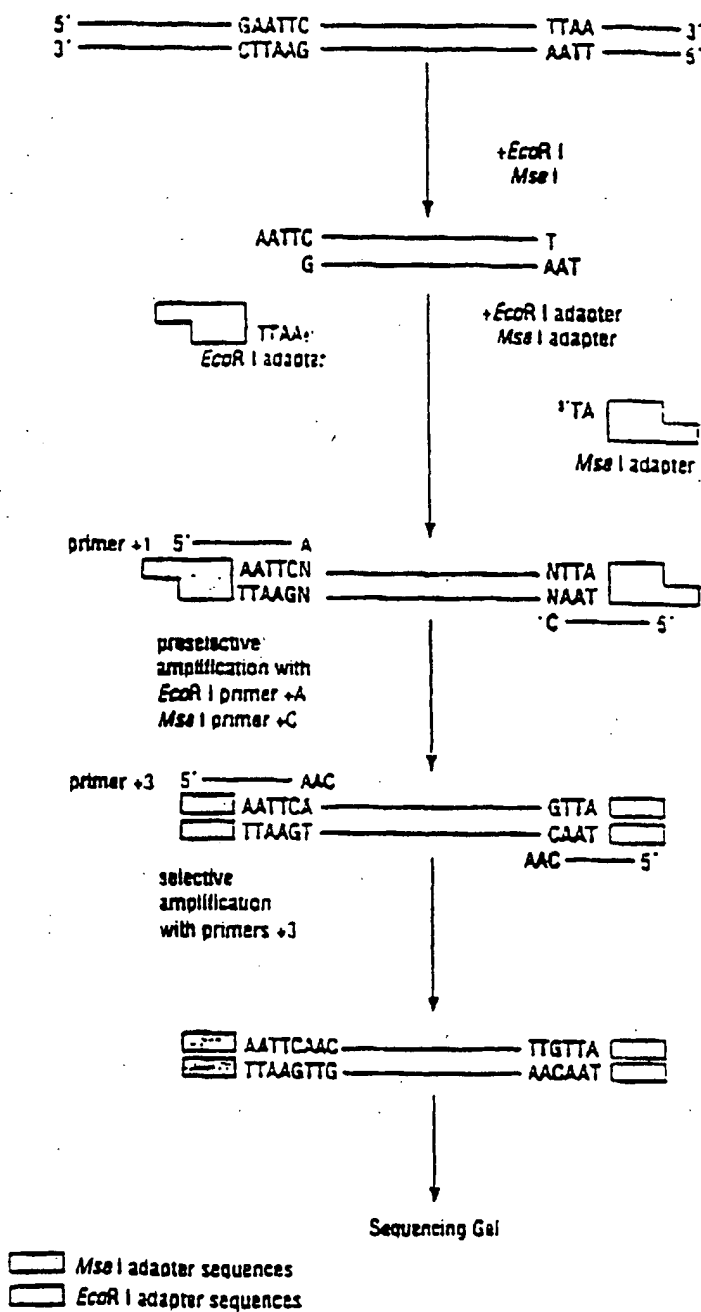 5' GAATTC TTAA 3'
3' CTTAAG AATT 5'
+EcoR I
Mse I
AATTC T
G AAT
+EcoR I adapter
Mse I adapter
TTAA
EcoR I adapter
TA
Mse I adapter
primer +1 5' A
AATTCN NTTA
TTAAGN NAAT
C 5'
preselective
amplification with
EcoR I primer +A
Mse I primer +C
primer +3 5' AAC
AATTCA GTTA
TTAAGT CAAT
AAC 5'
selective
amplification
with primers +3
AATTCAAC TTGTTA
TTAAGTTG AACAAT
Sequencing Gel
Mse I adapter sequences
EcoR I adapter sequences